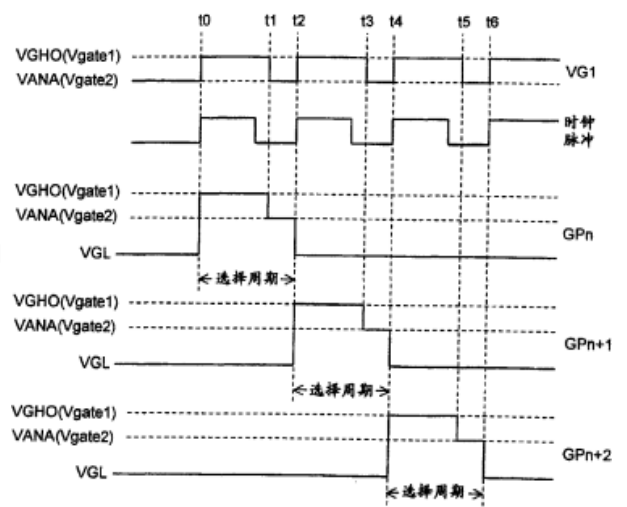 t0 t1 t2 t3 t4 t5 t6
VGHO(Vgate1)
VG1
VANA(Vgate2)
时钟
脉冲
VGHO(Vgate1)
VANA(Vgate2)
GPn
VGL
选择周期
VGHO(Vgate1)
VANA(Vgate2)
GPn+1
VGL
选择周期
VGHO(Vgate1)
VANA(Vgate2)
GPn+2
VGL
选择周期